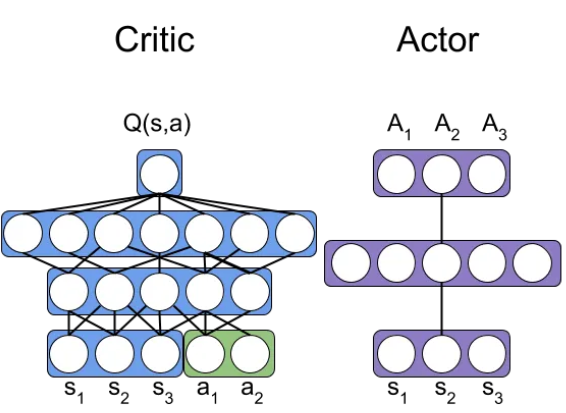 Critic Actor
Q(s,a) A₁ A₂ A₃
s₁ s₂ s₃ a₁ a₂ s₁ s₂ s₃